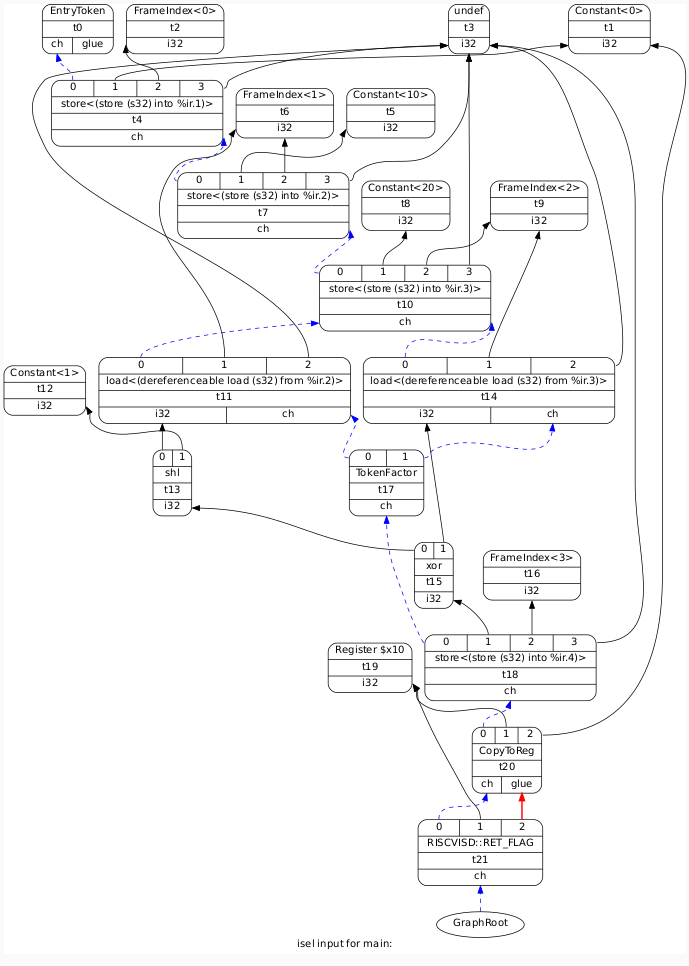 EntryToken
t0
ch glue
FrameIndex<0>
t2
i32
undef
t3
i32
Constant<0>
t1
i32
0 1 2 3
store<(store (s32) into %ir.1)>
t4
ch
FrameIndex<1>
t6
i32
Constant<10>
t5
i32
0 1 2 3
store<(store (s32) into %ir.2)>
t7
ch
Constant<20>
t8
i32
FrameIndex<2>
t9
i32
0 1 2 3
store<(store (s32) into %ir.3)>
t10
ch
Constant<1>
t12
i32
0 1 2
load<(dereferenceable load (s32) from %ir.2)>
t11
i32 ch
0 1 2
load<(dereferenceable load (s32) from %ir.3)>
t14
i32 ch
0 1
shl
t13
i32
0 1
TokenFactor
t17
ch
0 1
xor
t15
i32
FrameIndex<3>
t16
i32
Register $x10
t19
i32
0 1 2 3
store<(store (s32) into %ir.4)>
t18
ch
0 1 2
CopyToReg
t20
ch glue
0 1 2
RISCVISD::RET_FLAG
t21
ch
GraphRoot
isel input for main: